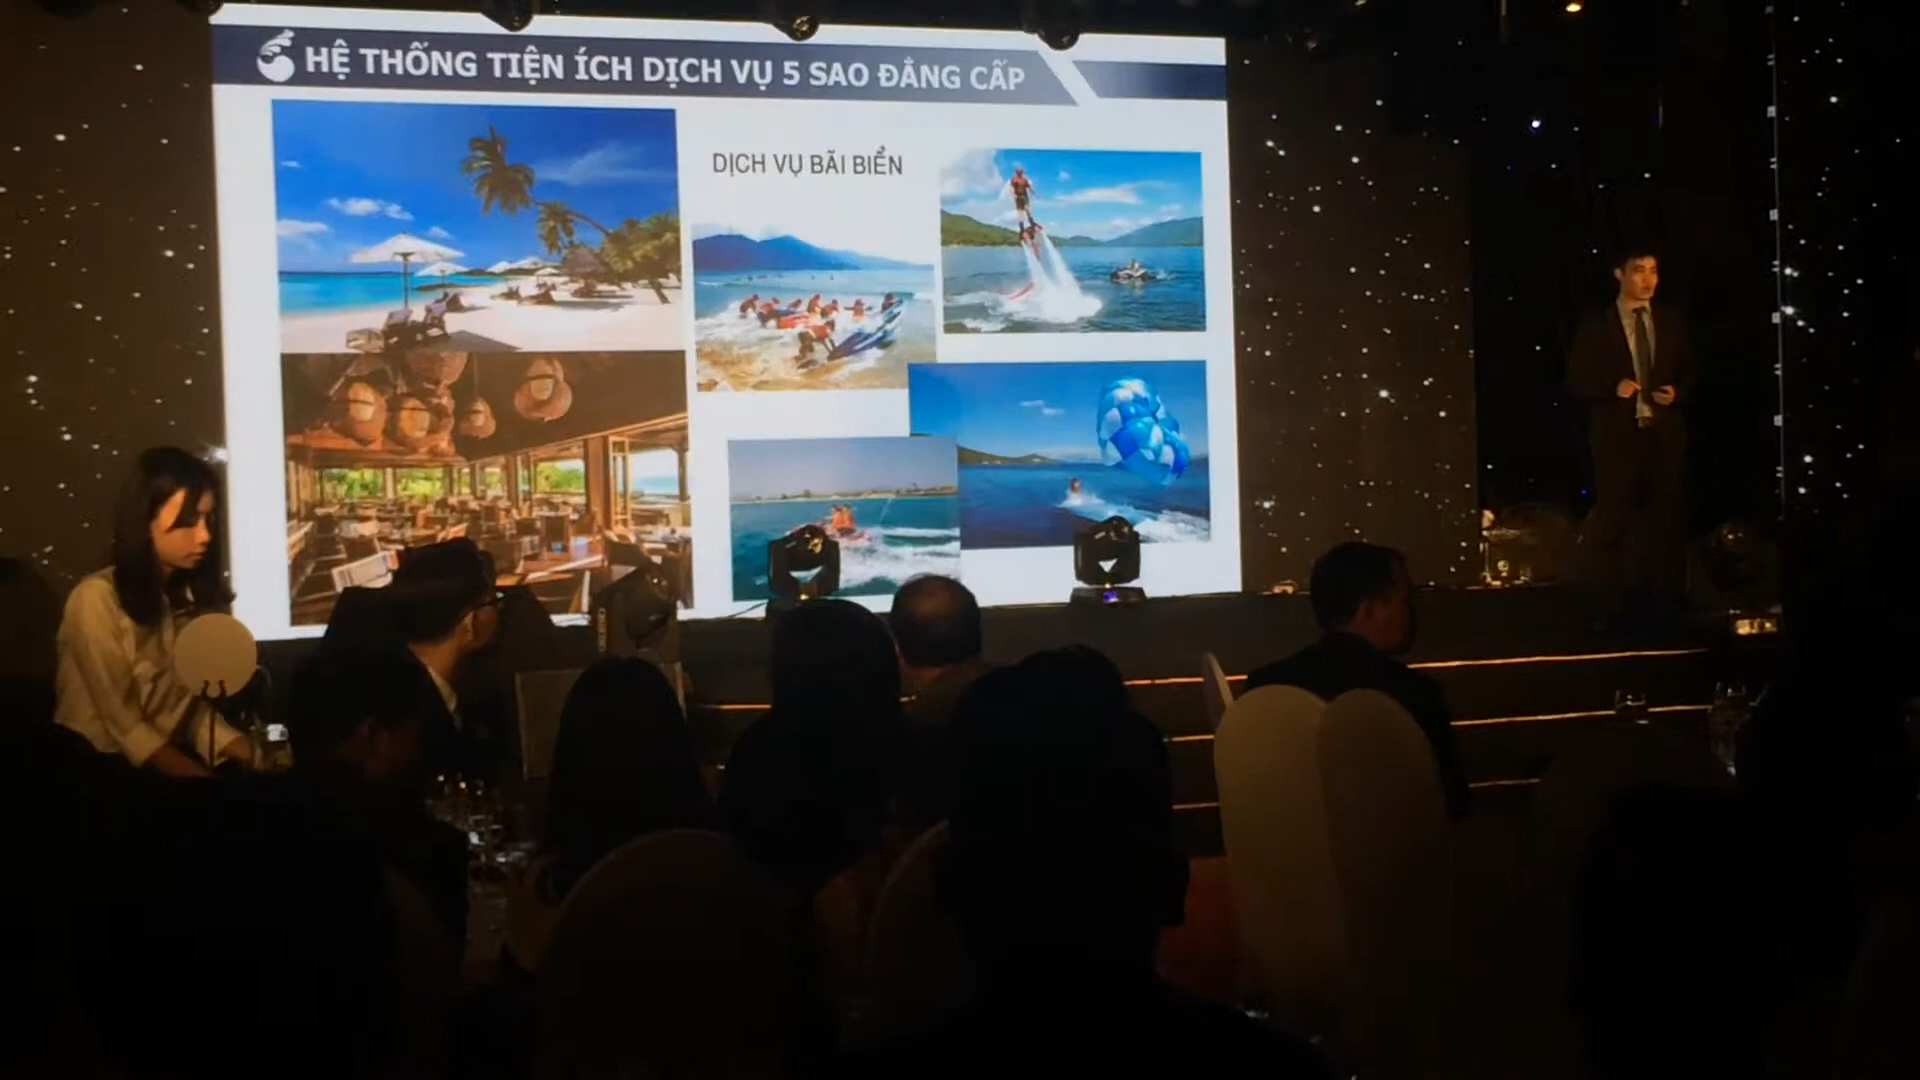 HỆ THỐNG TIỆN ÍCH DỊCH VỤ 5 SAO ĐẲNG CẤP
DỊCH VỤ BÃI BIỂN